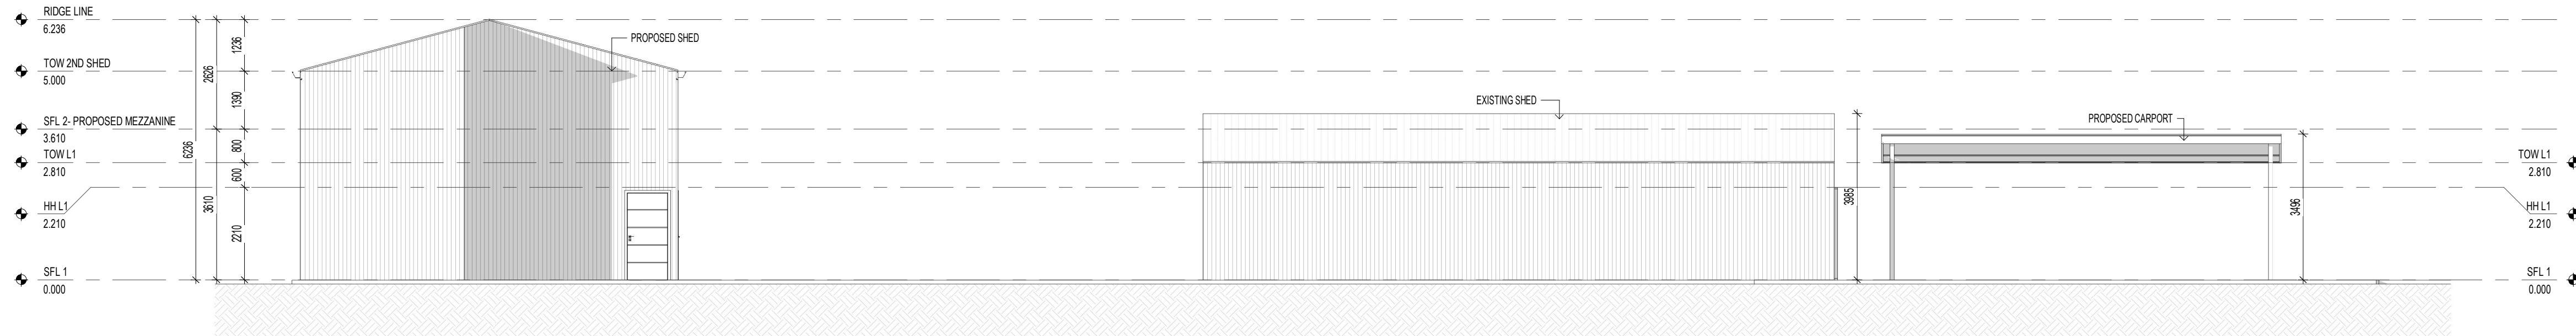 RIDGE LINE
6.236
TOW 2ND SHED
5.000
SFL 2- PROPOSED MEZZANINE
3.610
TOW L1
2.810
HH L1
2.210
SFL 1
0.000
6236
2626
3610
1236
1390
800
600
2210
PROPOSED SHED
EXISTING SHED
3985
PROPOSED CARPORT
3496
TOW L1
2.810
HH L1
2.210
SFL 1
0.000